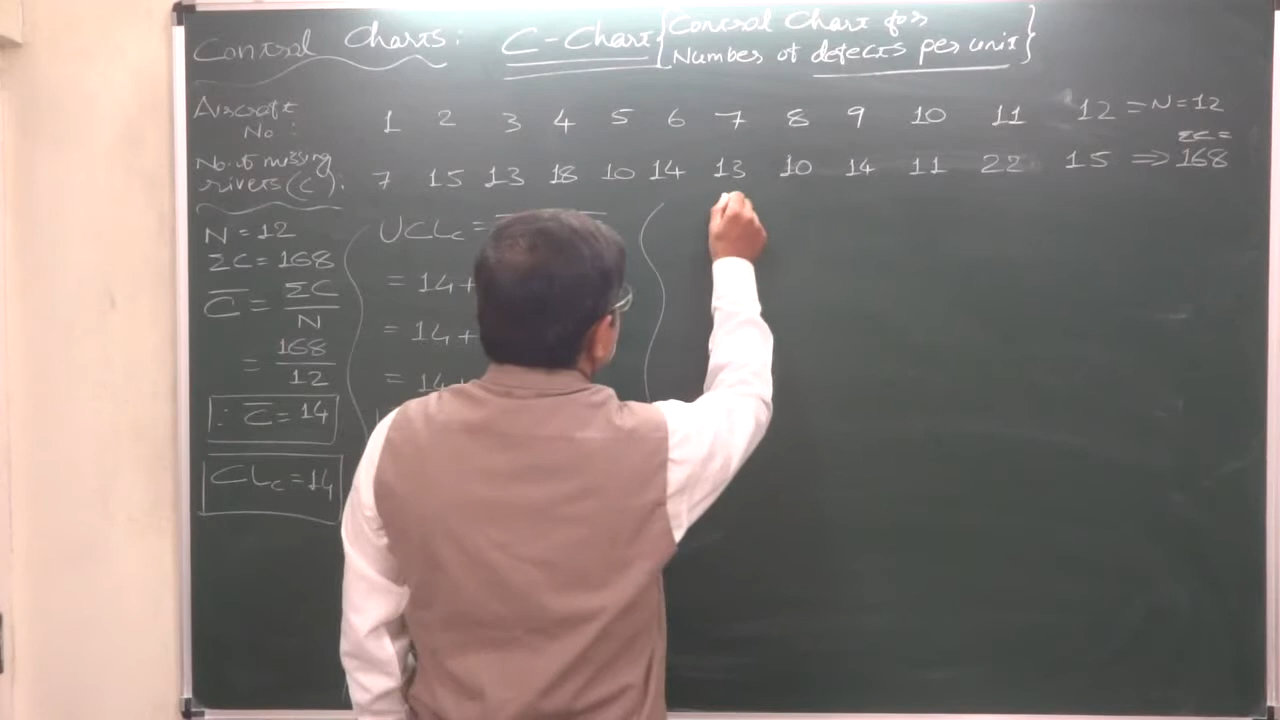 Control Charts: C-Chart {Control Chart for
Number of defects per unit}
Aircraft
No: 1 2 3 4 5 6 7 8 9 10 11 12 = N=12
No. of missing
rivers (C): 7 15 13 18 10 14 13 10 14 11 22 15 ⇒ ΣC = 168
N = 12
ΣC = 168
C̄ = ΣC / N
= 168 / 12
∴ C̄ = 14
CLc = 14
UCLc =
= 14+
= 14+
= 14+